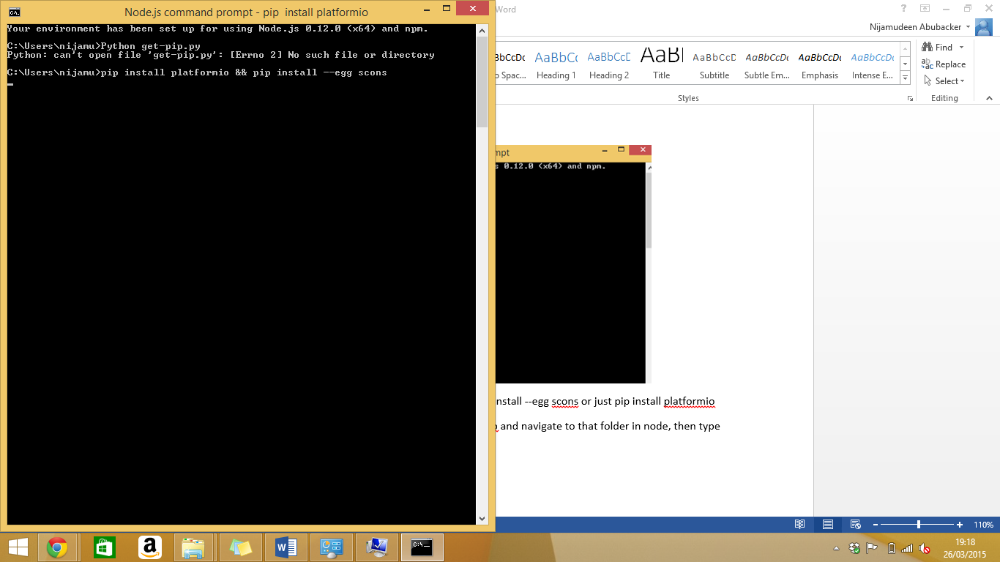 Node.js command prompt - pip install platformio
Your environment has been set up for using Node.js 0.12.0 (x64) and npm.
C:\Users\nijamu>Python get-pip.py
Python: can't open file 'get-pip.py': [Errno 2] No such file or directory
C:\Users\nijamu>pip install platformio && pip install --egg scons
Word
Nijamudeen Abubacker
AaBbCcDc AaBbCcDc AaBbCcD AaBl AaBbCcD AaBbCcDc AaBbCcDc AaBbCcDc
Spac... Heading 1 Heading 2 Title Subtitle Subtle Em... Emphasis Intense E...
Styles
Find
Replace
Select
Editing
mpt
s 0.12.0 (x64) and npm.
nstall --egg scons or just pip install platformio
and navigate to that folder in node, then type
110%
19:18
26/03/2015